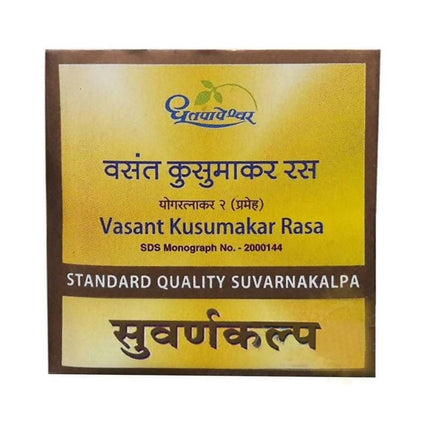 धूतपापेश्वर
वसंत कुसुमाकर रस
योगरत्नाकर २ (प्रमेह)
Vasant Kusumakar Rasa
SDS Monograph No. - 2000144
STANDARD QUALITY SUVARNAKALPA
सुवर्णकल्प